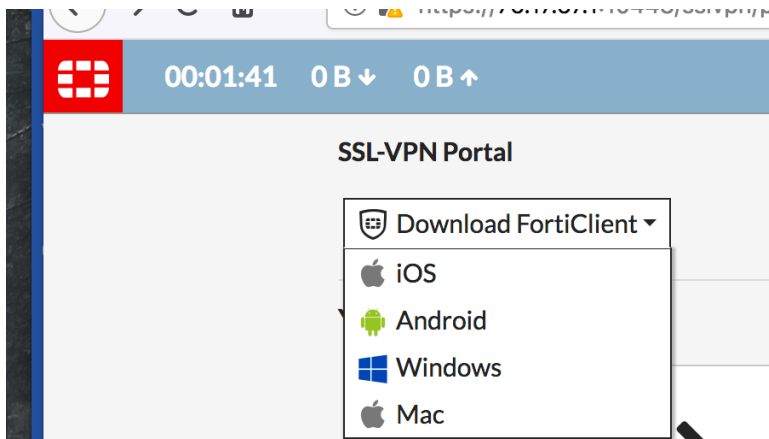 00:01:41 0 B 0 B
SSL-VPN Portal
Download FortiClient
iOS
Android
Windows
Mac